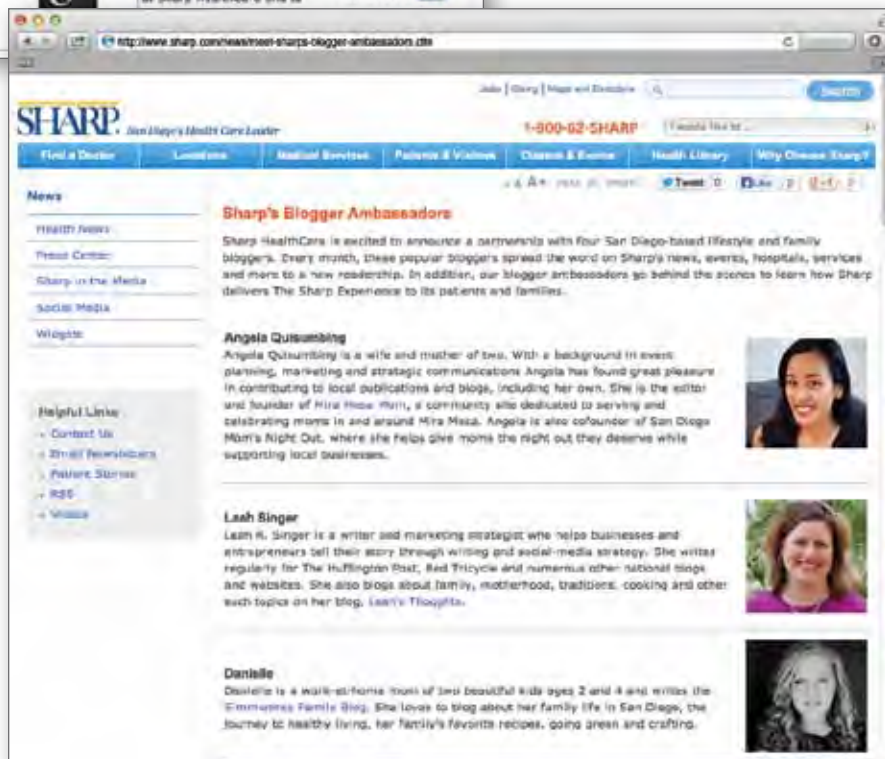 at Sharp HealthCare one to
http://www.sharp.com/news/meet-sharps-blogger-ambassadors.cfm
Jobs | Giving | Maps and Directions
Search
SHARP. San Diego's Health Care Leader
1-800-82-SHARP
I would like to ...
Find a Doctor
Locations
Medical Services
Patients & Visitors
Classes & Events
Health Library
Why Choose Sharp?
A A+
Tweet 0
Like 0
+1 0
News
Health News
Press Center
Sharp in the Media
Social Media
Widgets
Helpful Links
Contact Us
Email Newsletters
Patient Stories
RSS
Videos
Sharp's Blogger Ambassadors
Sharp HealthCare is excited to announce a partnership with four San Diego-based lifestyle and family
bloggers. Every month, these popular bloggers spread the word on Sharp's news, events, hospitals, services
and more to a new readership. In addition, our blogger ambassadors go behind the scenes to learn how Sharp
delivers The Sharp Experience to its patients and families.
Angela Quisumbing
Angela Quisumbing is a wife and mother of two. With a background in event
planning, marketing and strategic communications Angela has found great pleasure
in contributing to local publications and blogs, including her own. She is the editor
and founder of Mira Mesa Mom, a community site dedicated to serving and
celebrating moms in and around Mira Mesa. Angela is also cofounder of San Diego
Mom's Night Out, where she helps give moms the night out they deserve while
supporting local businesses.
Leah Singer
Leah R. Singer is a writer and marketing strategist who helps businesses and
entrepreneurs tell their story through writing and social-media strategy. She writes
regularly for The Huffington Post, Red Tricycle and numerous other national blogs
and websites. She also blogs about family, motherhood, traditions, cooking and other
such topics on her blog, Leah's Thoughts.
Danielle
Danielle is a work-at-home mom of two beautiful kids ages 2 and 4 and writes the
Family Blog. She loves to blog about her family life in San Diego, the
journey to healthy living, her family's favorite recipes, going green and crafting.